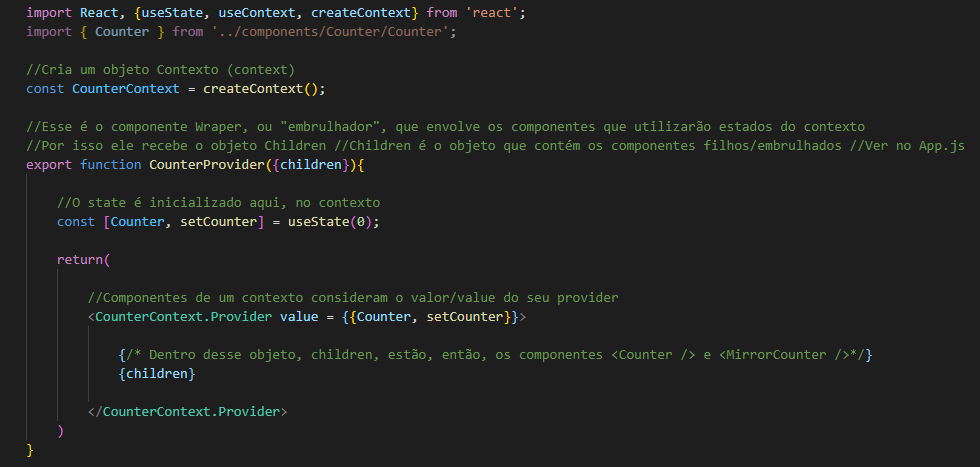 import React, {useState, useContext, createContext} from 'react';
import { Counter } from '../components/Counter/Counter';
//Cria um objeto Contexto (context)
const CounterContext = createContext();
//Esse é o componente Wraper, ou "embrulhador", que envolve os componentes que utilizarão estados do contexto
//Por isso ele recebe o objeto Children //Children é o objeto que contém os componentes filhos/embrulhados //Ver no App.js
export function CounterProvider({children}){
//O state é inicializado aqui, no contexto
const [Counter, setCounter] = useState(0);
return(
//Componentes de um contexto consideram o valor/value do seu provider
<CounterContext.Provider value = {{Counter, setCounter}}>
{/* Dentro desse objeto, children, estão, então, os componentes <Counter /> e <MirrorCounter />*/}
{children}
</CounterContext.Provider>
)
}